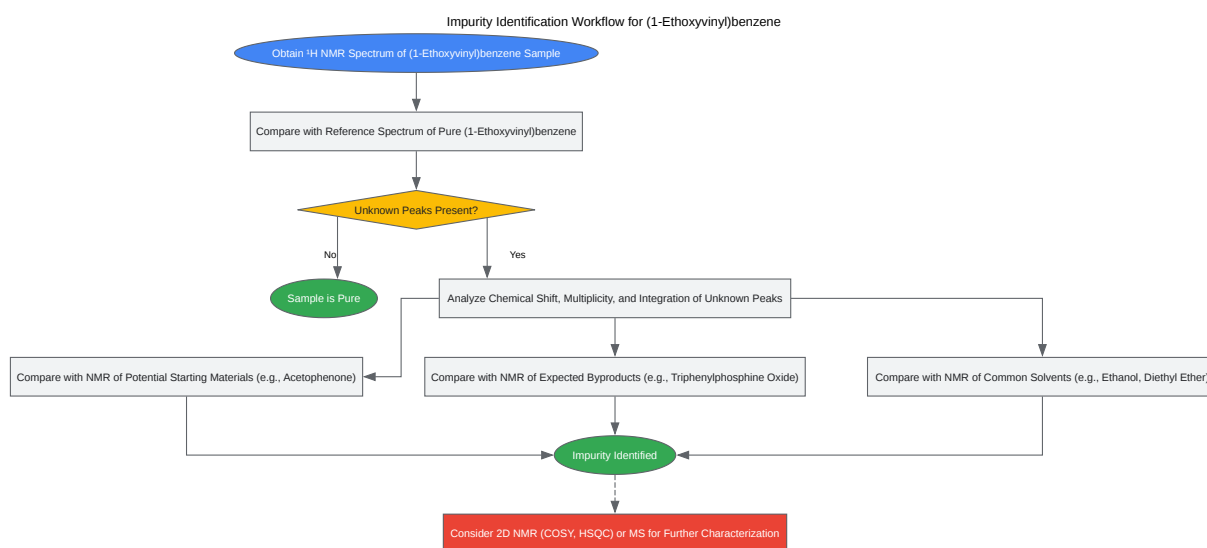 Impurity Identification Workflow for (1-Ethoxyvinyl)benzene
Obtain ¹H NMR Spectrum of (1-Ethoxyvinyl)benzene Sample
Compare with Reference Spectrum of Pure (1-Ethoxyvinyl)benzene
Unknown Peaks Present?
No
Yes
Sample is Pure
Analyze Chemical Shift, Multiplicity, and Integration of Unknown Peaks
Compare with NMR of Potential Starting Materials (e.g., Acetophenone)
Compare with NMR of Expected Byproducts (e.g., Triphenylphosphine Oxide)
Compare with NMR of Common Solvents (e.g., Ethanol, Diethyl Ether)
Impurity Identified
Consider 2D NMR (COSY, HSQC) or MS for Further Characterization